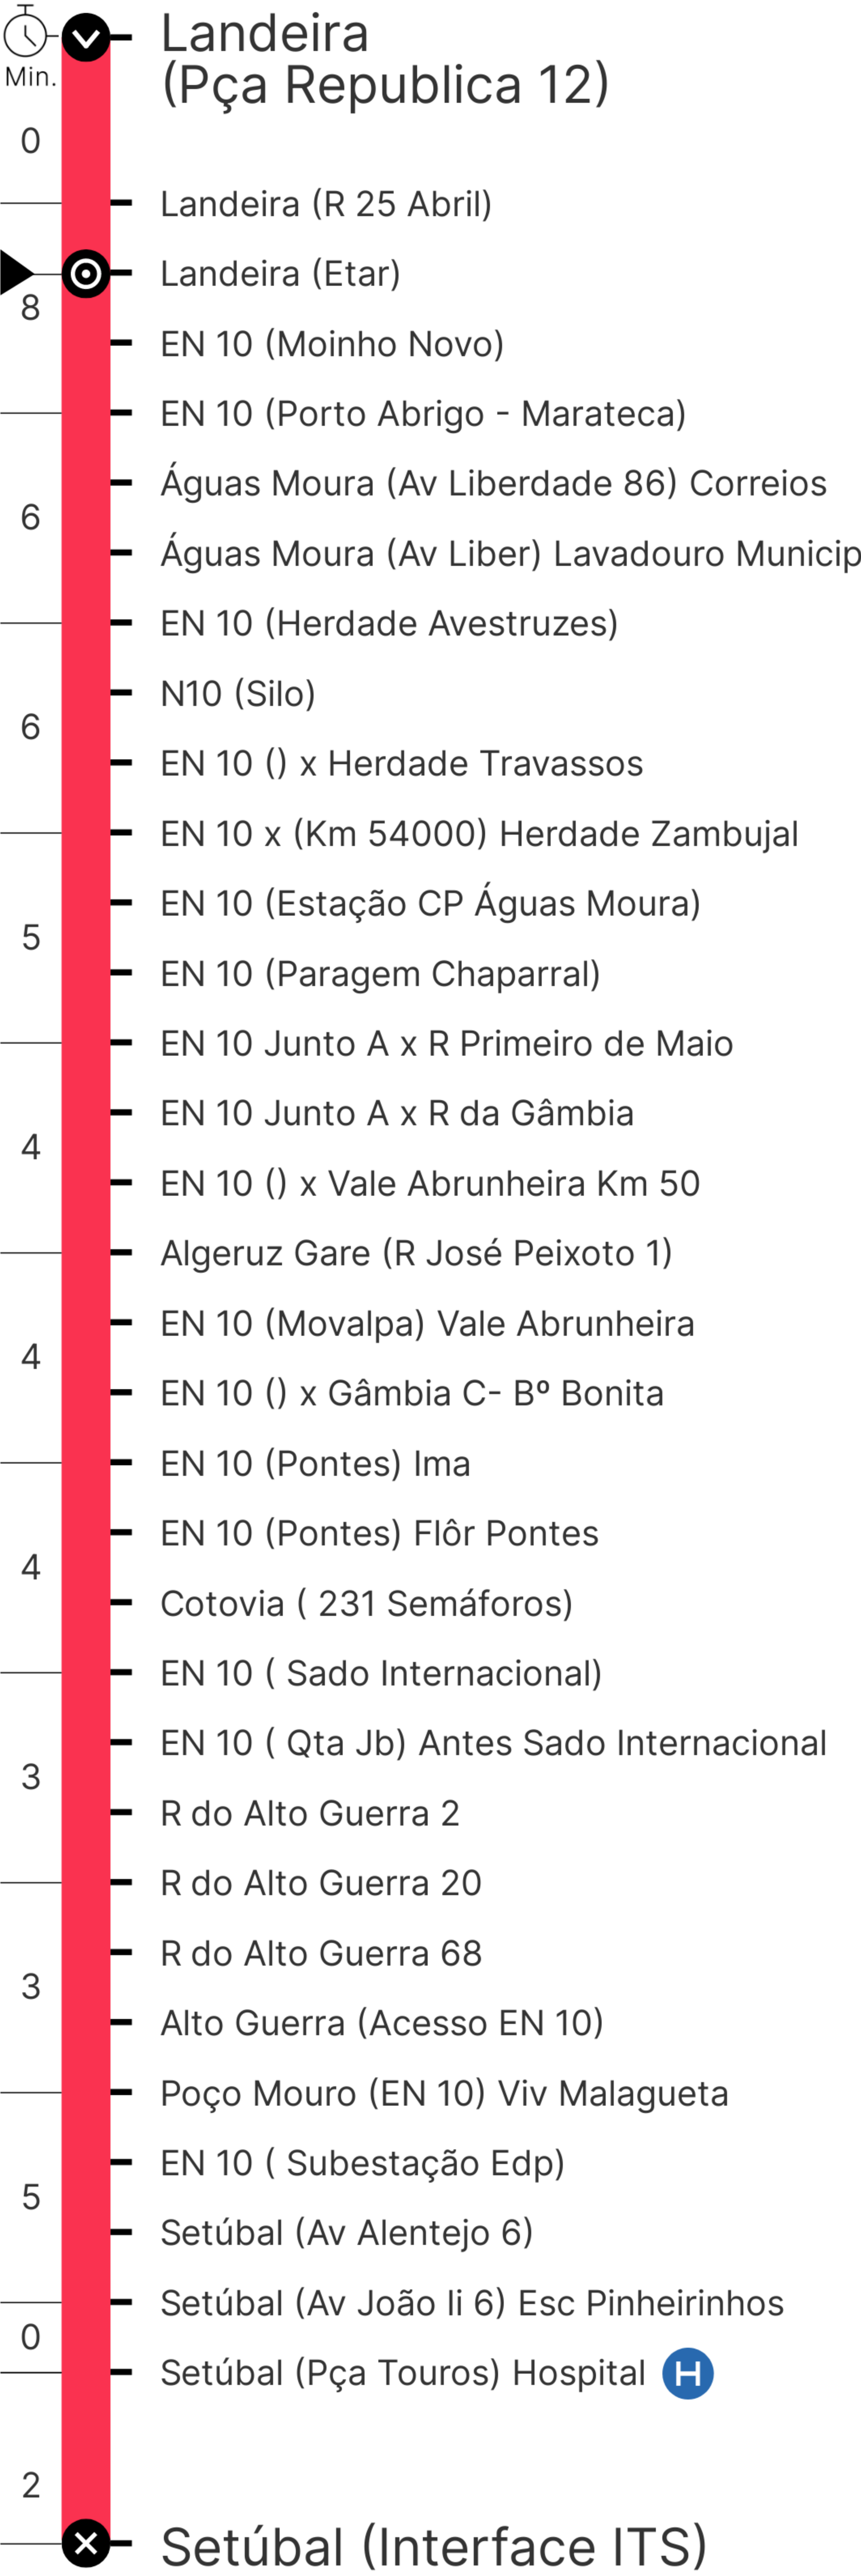 Landeira
Min.
(Pça Republica 12)
0
Landeira (R 25 Abril)
Landeira (Etar)
8
EN 10 (Moinho Novo)
EN 10 (Porto Abrigo - Marateca)
Águas Moura (Av Liberdade 86) Correios
6
Águas Moura (Av Liber) Lavadouro Municip
EN 10 (Herdade Avestruzes)
N10 (Silo)
6
EN 10 () x Herdade Travassos
EN 10 x (Km 54000) Herdade Zambujal
EN 10 (Estação CP Águas Moura)
5
EN 10 (Paragem Chaparral)
EN 10 Junto A x R Primeiro de Maio
EN 10 Junto A x R da Gâmbia
4
EN 10 () x Vale Abrunheira Km 50
Algeruz Gare (R José Peixoto 1)
EN 10 (Movalpa) Vale Abrunheira
4
EN 10 () x Gâmbia C- Bº Bonita
EN 10 (Pontes) Ima
EN 10 (Pontes) Flôr Pontes
4
Cotovia ( 231 Semáforos)
EN 10 ( Sado Internacional)
EN 10 ( Qta Jb) Antes Sado Internacional
3
R do Alto Guerra 2
R do Alto Guerra 20
R do Alto Guerra 68
3
Alto Guerra (Acesso EN 10)
Poço Mouro (EN 10) Viv Malagueta
EN 10 ( Subestação Edp)
5
Setúbal (Av Alentejo 6)
Setúbal (Av João Ii 6) Esc Pinheirinhos
0
Setúbal (Pça Touros) Hospital H
2
Setúbal (Interface ITS)